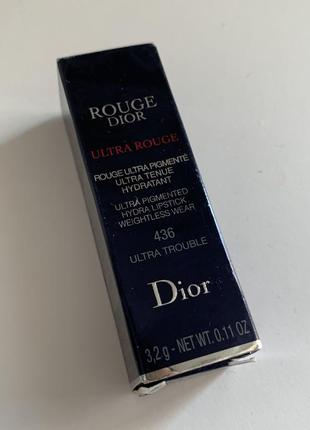 ROUGE
DIOR
ULTRA ROUGE
ROUGE ULTRA PIGMENTÉ
ULTRA TENUE
HYDRATANT
ULTRA PIGMENTED
HYDRA LIPSTICK
WEIGHTLESS WEAR
436
ULTRA TROUBLE
Dior
3,2 g - NET WT. 0.11 OZ